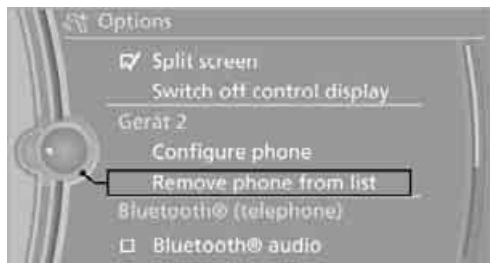 Options
Split screen
Switch off control display
Gerät 2
Configure phone
Remove phone from list
Bluetooth® (telephone)
Bluetooth® audio